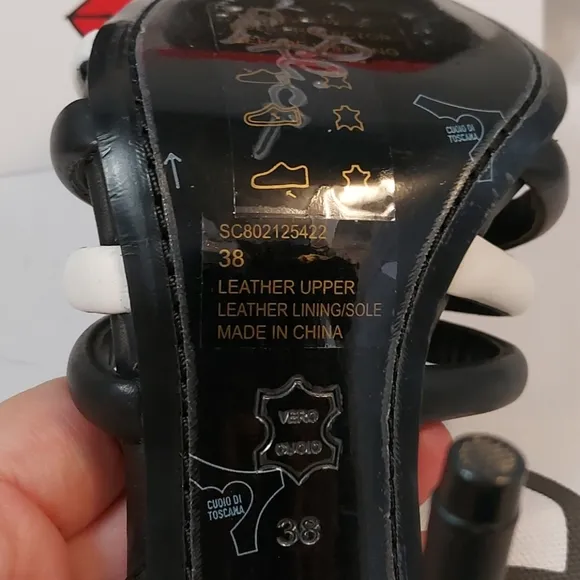 CUOIO DI
TOSCANA
SC802125422
38
LEATHER UPPER
LEATHER LINING/SOLE
MADE IN CHINA
VERO
CUOIO
CUOIO DI
TOSCANA
38